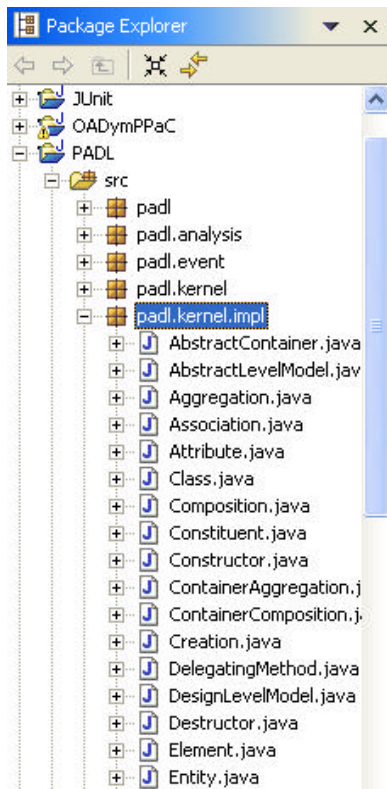 Package Explorer
JUnit
OADymPPaC
PADL
src
padl
padl.analysis
padl.event
padl.kernel
padl.kernel.impl
AbstractContainer.java
AbstractLevelModel.jav
Aggregation.java
Association.java
Attribute.java
Class.java
Composition.java
Constituent.java
Constructor.java
ContainerAggregation.j
ContainerComposition.j
Creation.java
DelegatingMethod.java
DesignLevelModel.java
Destructor.java
Element.java
Entity.java